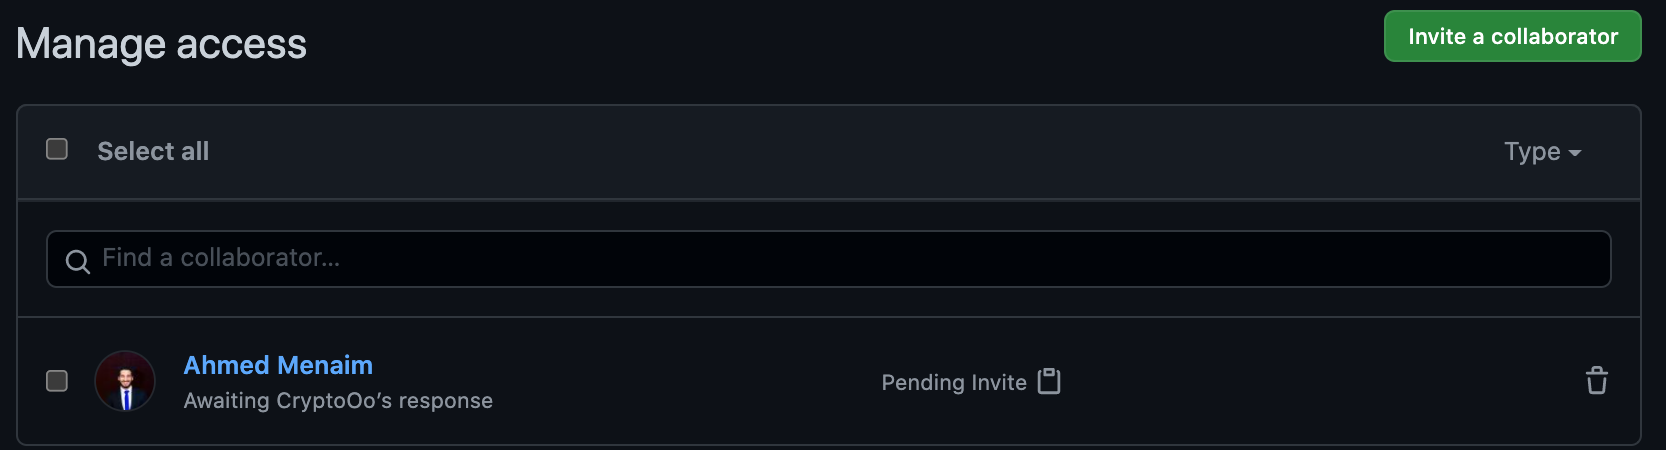 Manage access
Invite a collaborator
Select all
Type
Find a collaborator...
Ahmed Menaim
Awaiting CryptoOo’s response
Pending Invite